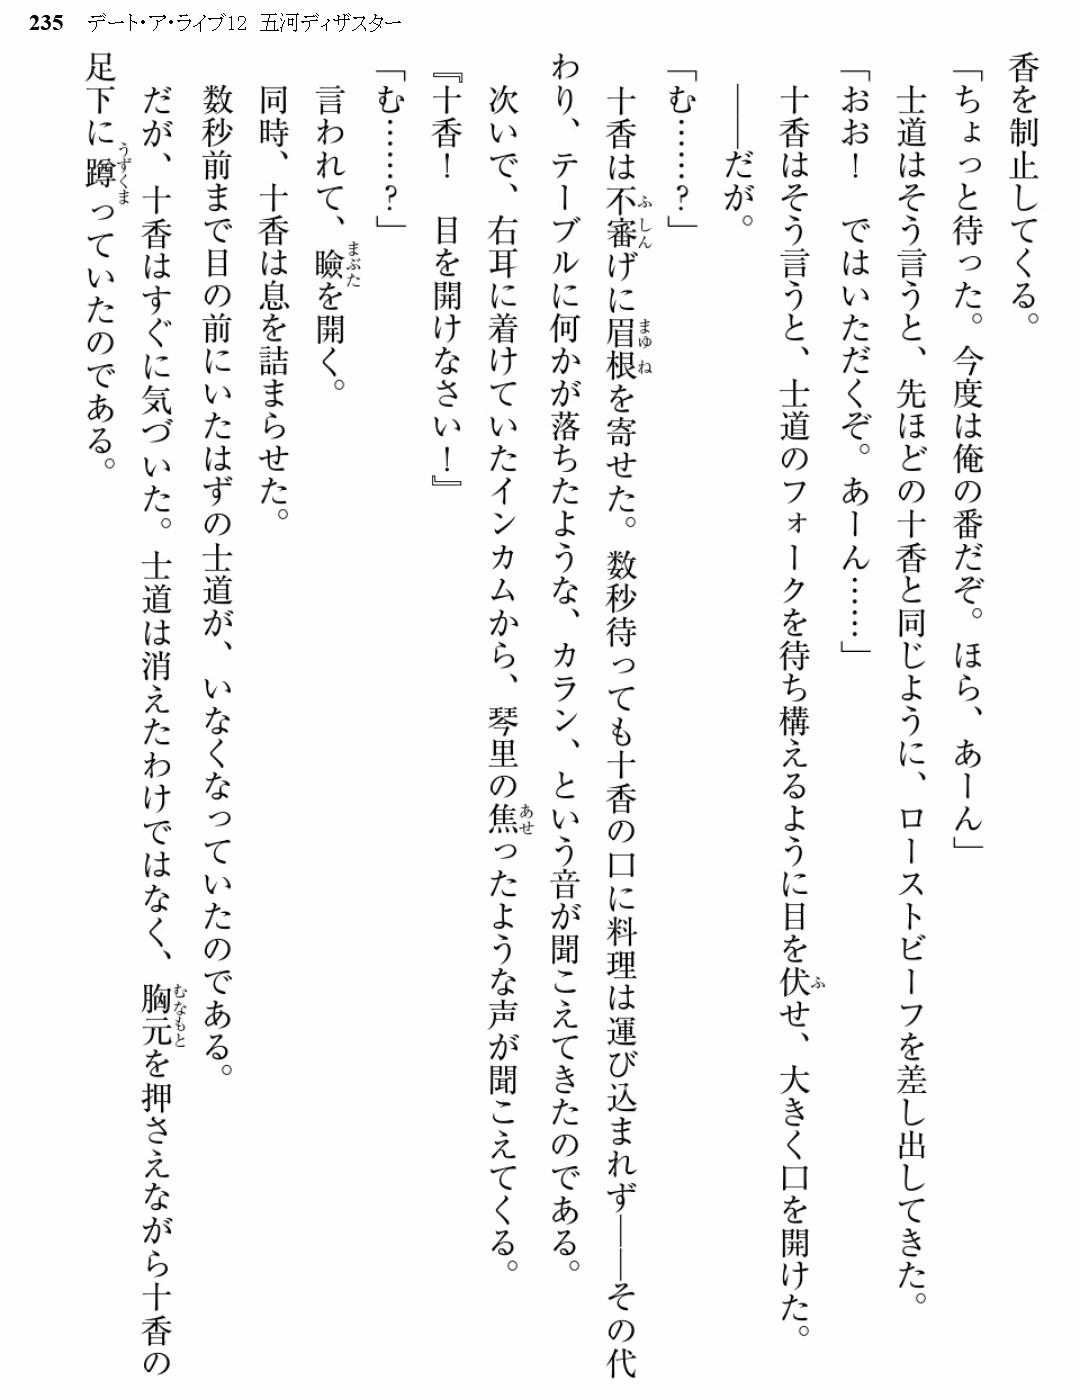 235 デート・ア・ライブ12 五河ディザスター
香を制止してくる。
「ちょっと待った。今度は俺の番だぞ。ほら、あーん」
士道はそう言うと、先ほどの十香と同じように、ローストビーフを差し出してきた。
「おお！　ではいただくぞ。あーん……」
十香はそう言うと、士道のフォークを待ち構えるように目を伏せ、大きく口を開けた。
――だが。
「む……？」
十香は不審げに眉根を寄せた。数秒待っても十香の口に料理は運び込まれず――その代
わり、テーブルに何かが落ちたような、カラン、という音が聞こえてきたのである。
次いで、右耳に着けていたインカムから、琴里の焦ったような声が聞こえてくる。
『十香！　目を開けなさい！』
「む……？」
言われて、瞼を開く。
同時、十香は息を詰まらせた。
数秒前まで目の前にいたはずの士道が、いなくなっていたのである。
だが、十香はすぐに気づいた。士道は消えたわけではなく、胸元を押さえながら十香の
足下に蹲っていたのである。